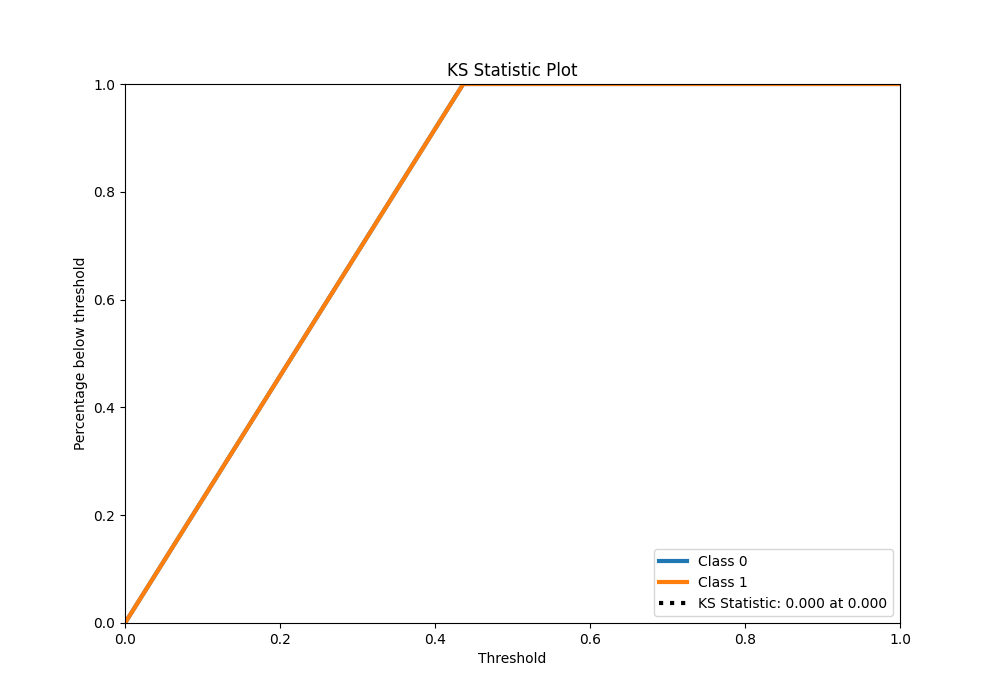 KS Statistic Plot
1.0
0.8
0.6
0.4
0.2
0.0
Percentage below threshold
0.0 0.2 0.4 0.6 0.8 1.0
Threshold
Class 0
Class 1
KS Statistic: 0.000 at 0.000